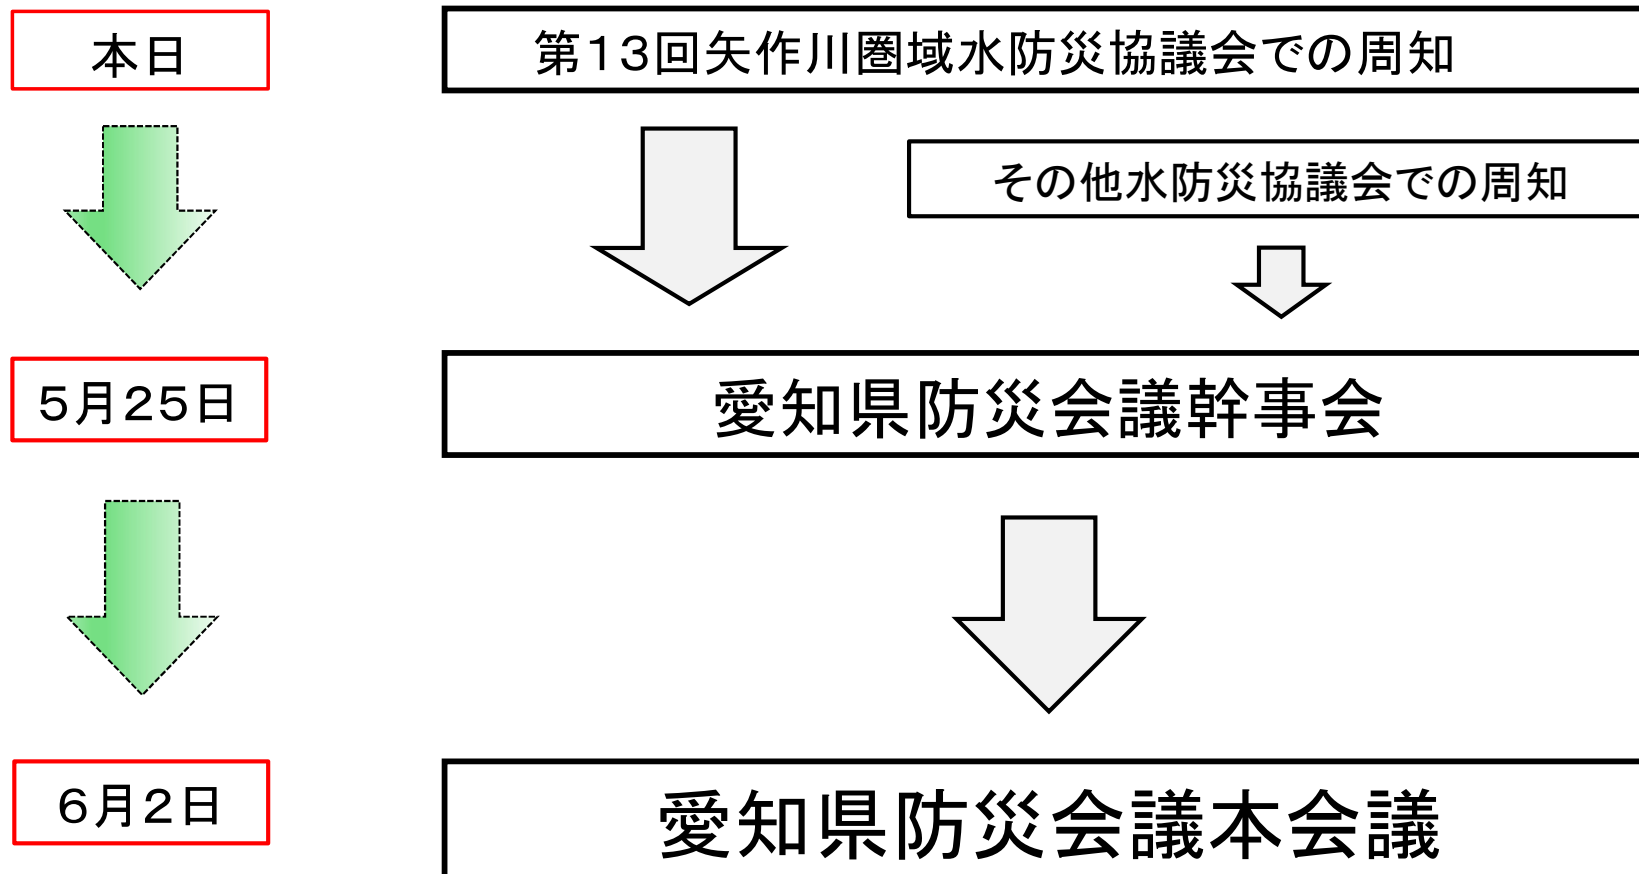 本日
第１３回矢作川圏域水防災協議会での周知
その他水防災協議会での周知
５月２５日
愛知県防災会議幹事会
６月２日
愛知県防災会議本会議